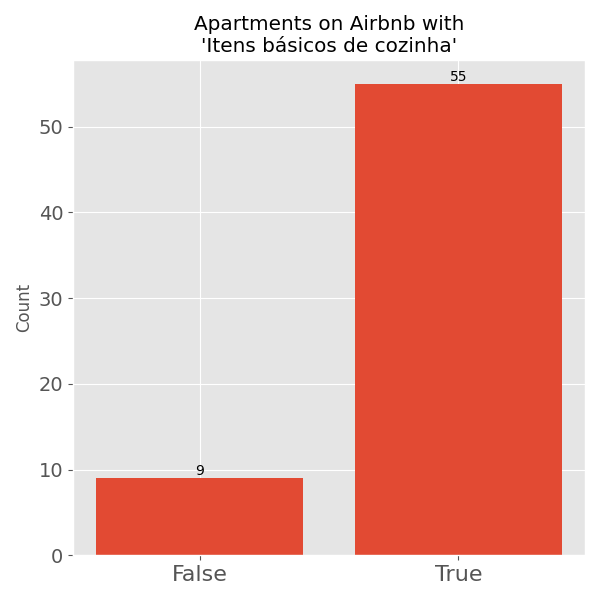 Apartments on Airbnb with
'Itens básicos de cozinha'
55
50
40
30
Count
20
10
9
0
False
True